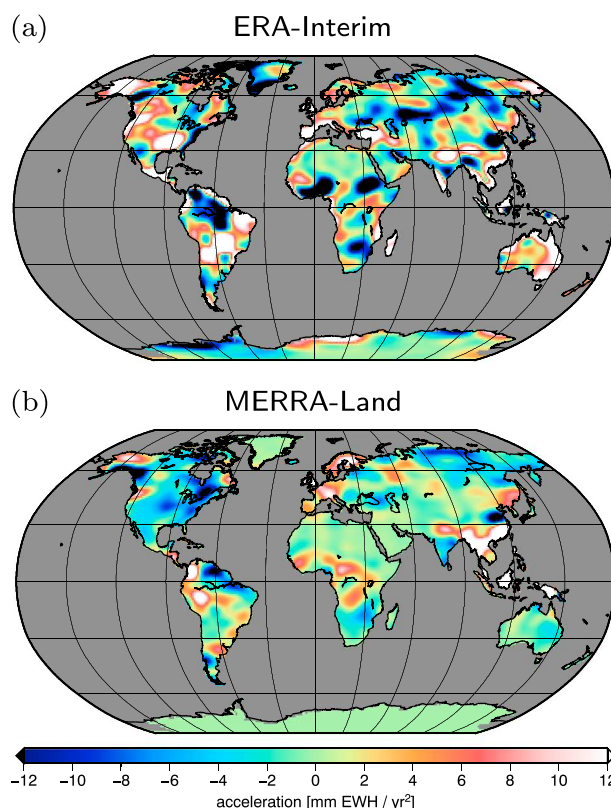 (a) ERA-Interim
(b) MERRA-Land
−12 −10 −8 −6 −4 −2 0 2 4 6 8 10 12
acceleration [mm EWH / yr²]